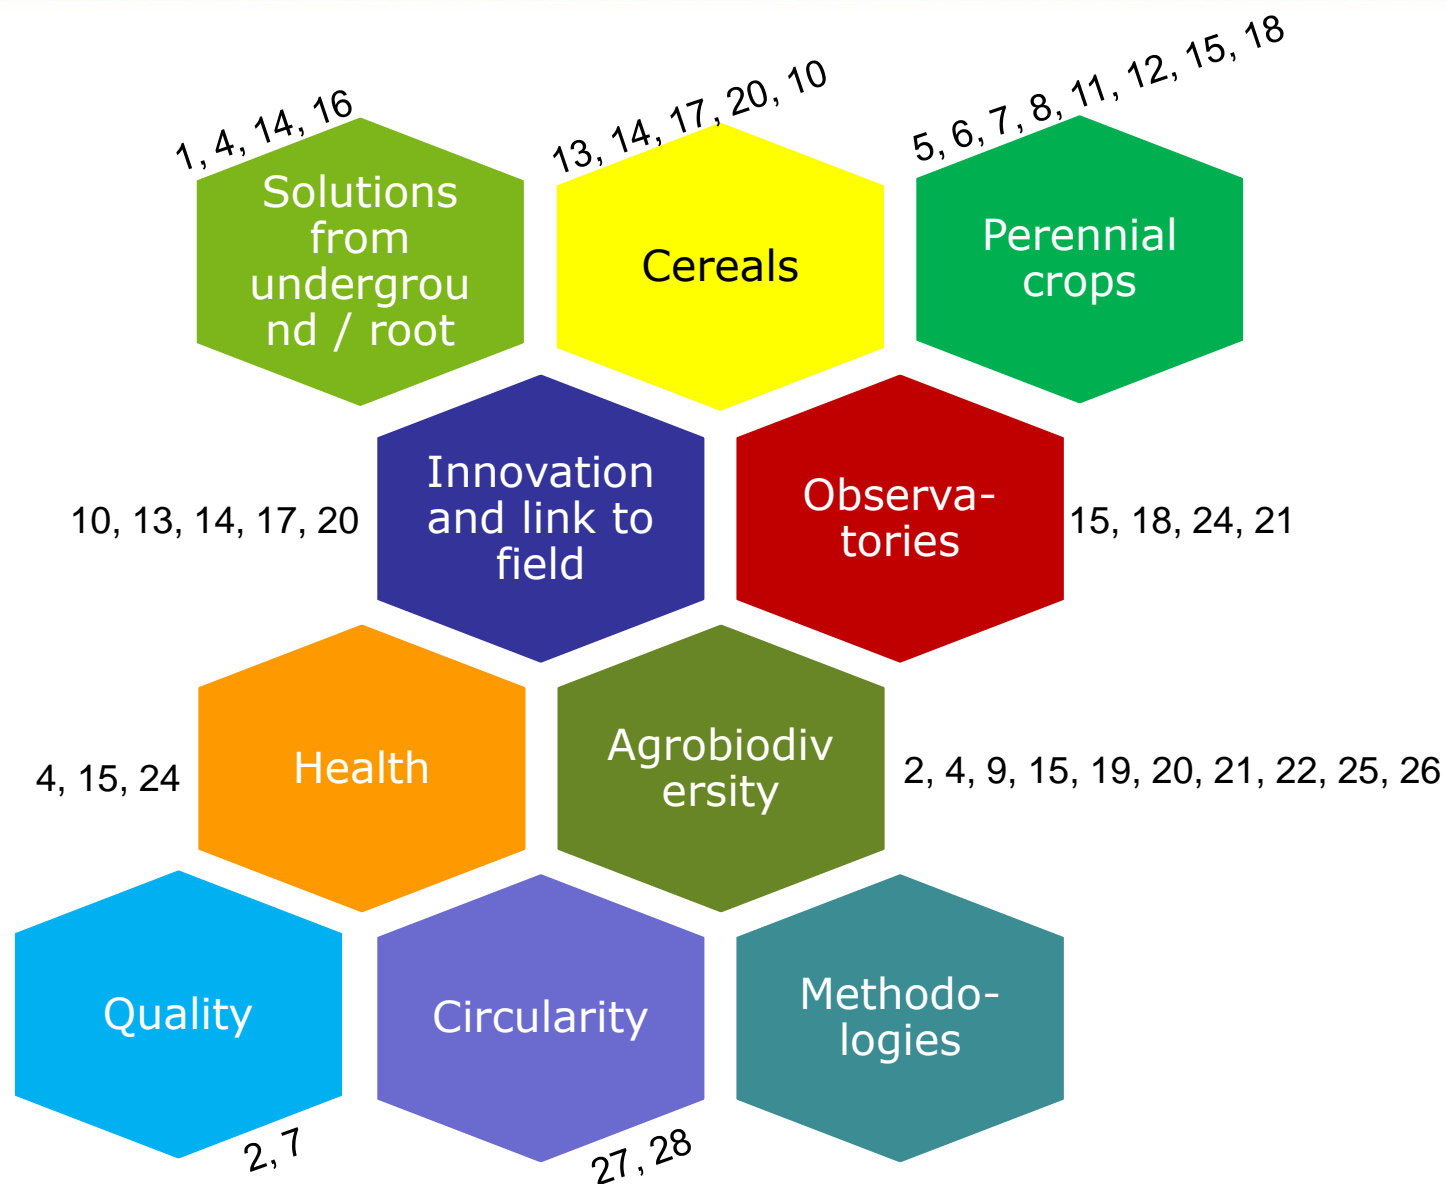 1, 4, 14, 16
13, 14, 17, 20, 10
5, 6, 7, 8, 11, 12, 15, 18
Solutions
from
undergrou
nd / root
Cereals
Perennial
crops
10, 13, 14, 17, 20
Innovation
and link to
field
Observa-
tories
15, 18, 24, 21
4, 15, 24
Health
Agrobiodiv
ersity
2, 4, 9, 15, 19, 20, 21, 22, 25, 26
Quality
Circularity
Methodo-
logies
2, 7
27, 28